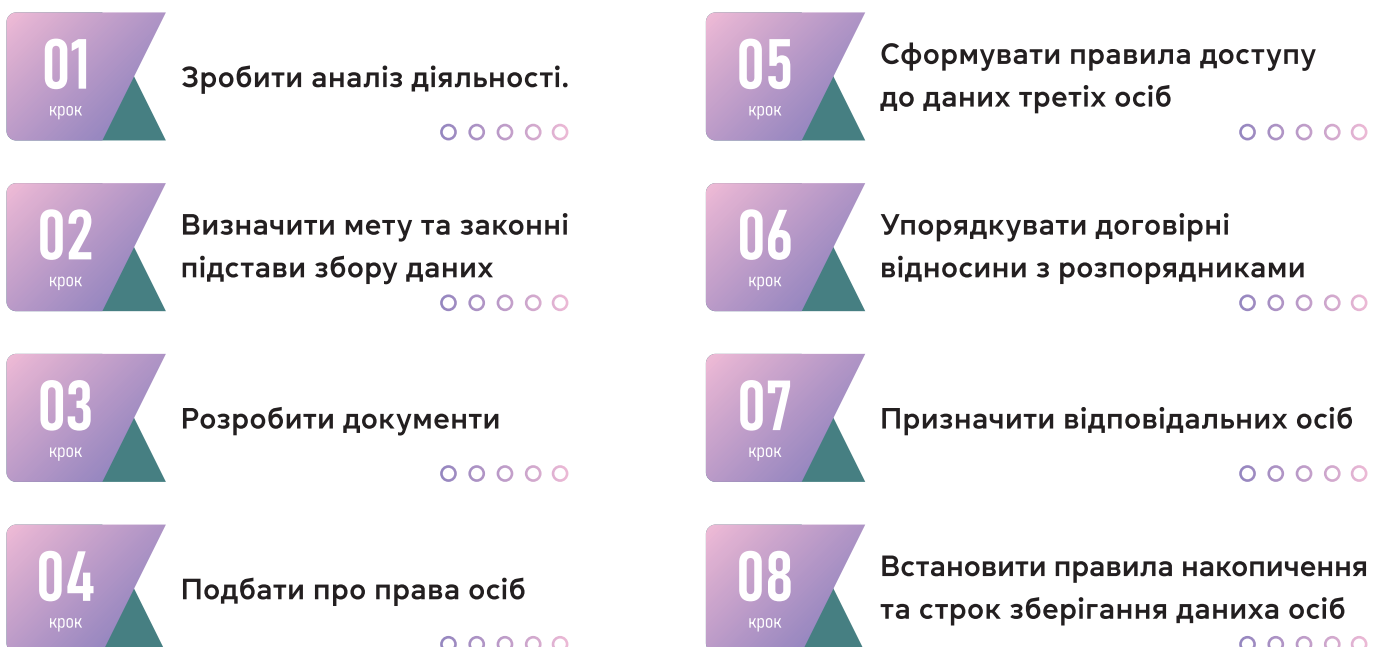 01
крок
Зробити аналіз діяльності.
02
крок
Визначити мету та законні
підстави збору даних
03
крок
Розробити документи
04
крок
Подбати про права осіб
05
крок
Сформувати правила доступу
до даних третіх осіб
06
крок
Упорядкувати договірні
відносини з розпорядниками
07
крок
Призначити відповідальних осіб
08
крок
Встановити правила накопичення
та строк зберігання даниха осіб